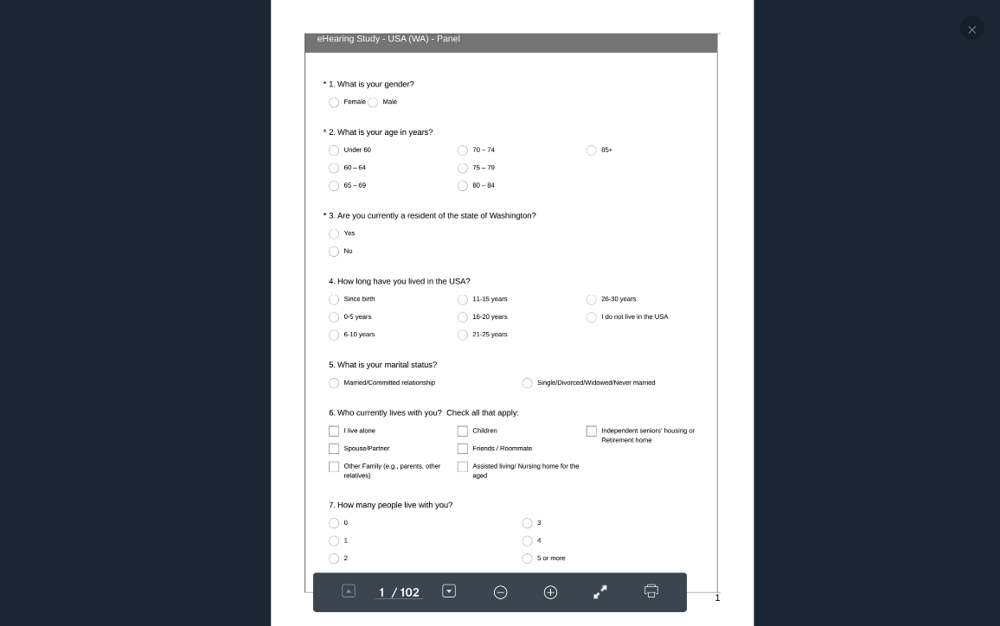 eHearing Study - USA (WA) - Panel
* 1. What is your gender?
Female Male
* 2. What is your age in years?
Under 60 70 – 74 85+
60 – 64 75 – 79
65 – 69 80 – 84
* 3. Are you currently a resident of the state of Washington?
Yes
No
4. How long have you lived in the USA?
Since birth 11-15 years 26-30 years
0-5 years 16-20 years I do not live in the USA
6-10 years 21-25 years
5. What is your marital status?
Married/Committed relationship Single/Divorced/Widowed/Never married
6. Who currently lives with you? Check all that apply:
I live alone Children Independent seniors' housing or
Retirement home
Spouse/Partner Friends / Roommate
Other Family (e.g., parents, other Assisted living/ Nursing home for the
relatives) aged
7. How many people live with you?
0 3
1 4
2 5 or more
1 / 102
1